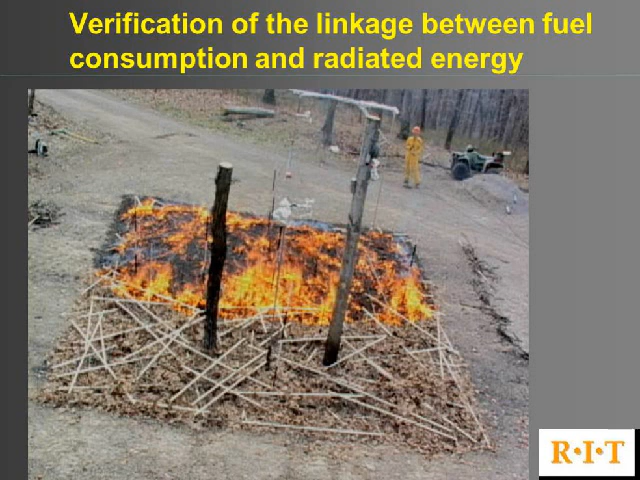 Verification of the linkage between fuel
consumption and radiated energy
R·I·T